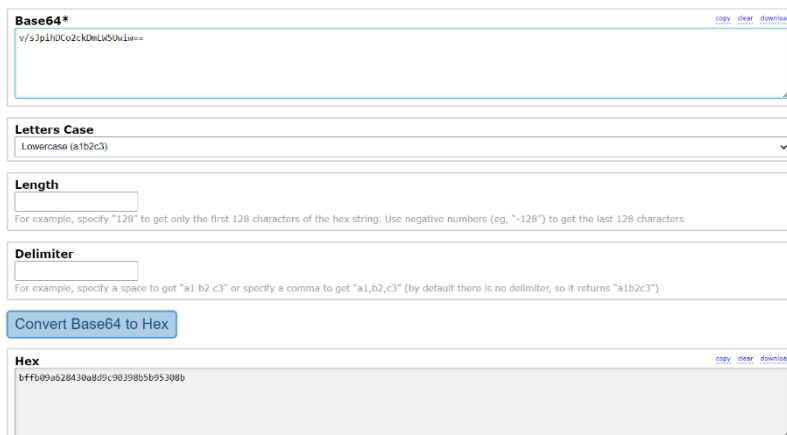 Base64*
copy clear downloa
v/sJpihDCo2ckDmLW5Uwiw==
Letters Case
Lowercase (a1b2c3)
Length
For example, specify "128" to get only the first 128 characters of the hex string. Use negative numbers (eg, "-128") to get the last 128 characters
Delimiter
For example, specify a space to get "a1 b2 c3" or specify a comma to get "a1,b2,c3" (by default there is no delimiter, so it returns "a1b2c3")
Convert Base64 to Hex
Hex
copy clear downloa
bffb09a628430a8d9c90398b5b95308b